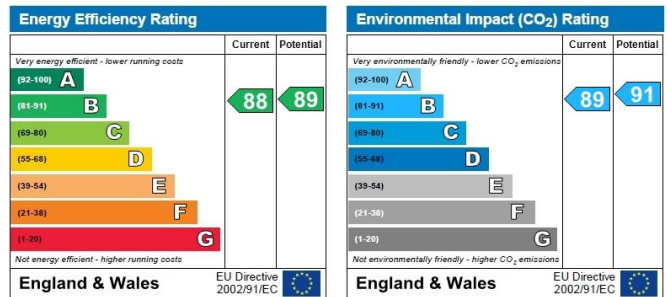 Energy Efficiency Rating
Current Potential
Very energy efficient - lower running costs
(92-100) A
(81-91) B
88 89
(69-80) C
(55-68) D
(39-54) E
(21-38) F
(1-20) G
Not energy efficient - higher running costs
England & Wales
EU Directive
2002/91/EC
Environmental Impact (CO₂) Rating
Current Potential
Very environmentally friendly - lower CO₂ emissions
(92-100) A
(81-91) B
89 91
(69-80) C
(55-68) D
(39-54) E
(21-38) F
(1-20) G
Not environmentally friendly - higher CO₂ emissions
England & Wales
EU Directive
2002/91/EC